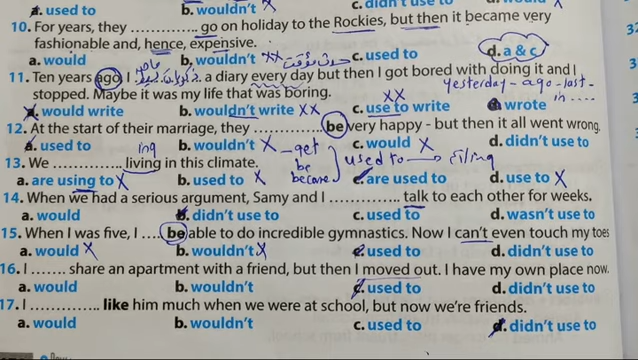 a. used to b. wouldn't X c. didn't use to d. would X
10. For years, they ............... go on holiday to the Rockies, but then it became very
fashionable and, hence, expensive.
a. would b. wouldn't XX c. used to d. a & c
11. Ten years ago, I ............... a diary every day but then I got bored with doing it and I
stopped. Maybe it was my life that was boring. yesterday - ago - last -
in ....
XX
a. would write b. wouldn't write XX c. use to write d. wrote
12. At the start of their marriage, they ............... be very happy - but then it all went wrong.
a. used to b. wouldn't X c. would X d. didn't use to
get
be
became
used to
ing
13. We ............... living in this climate.
a. are using to X b. used to X c. are used to d. use to X
14. When we had a serious argument, Samy and I ............... talk to each other for weeks.
a. would b. didn't use to c. used to d. wasn't use to
15. When I was five, I .... be able to do incredible gymnastics. Now I can't even touch my toes
a. would X b. wouldn't X c. used to d. didn't use to
16. I ....... share an apartment with a friend, but then I moved out. I have my own place now.
a. would b. wouldn't c. used to d. didn't use to
17. I ............... like him much when we were at school, but now we're friends.
a. would b. wouldn't c. used to d. didn't use to